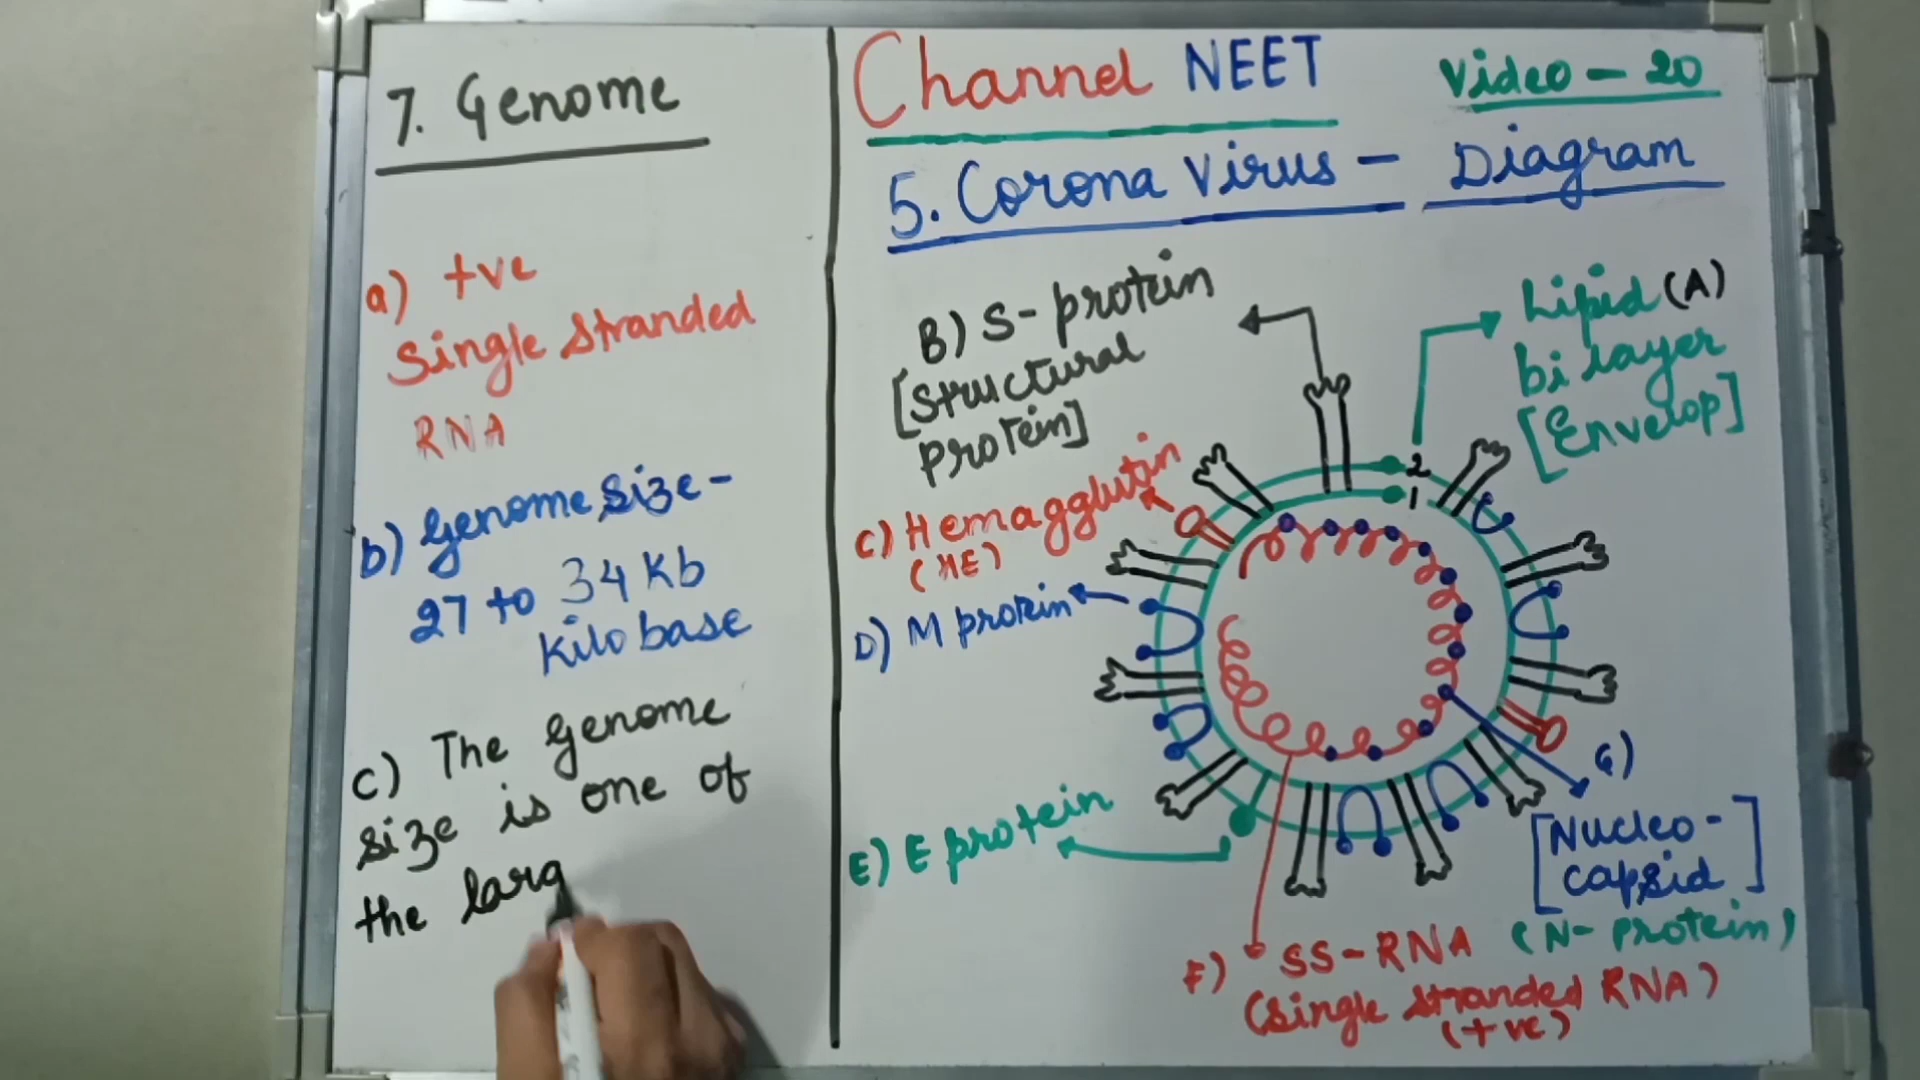 7. Genome
a) +ve
Single Stranded
RNA
b) Genome Size -
27 to 34 Kb
Kilo base
C) The Genome
Size is one of
the larg
Channel NEET
Video - 20
5. Corona Virus - Diagram
B) S- protein
[Structural
protein]
Lipid (A)
bi layer
[Envelop]
2
1
C) Hemagglutin
(HE)
D) M protein
E) E protein
G)
[Nucleo-
capsid]
(N- protein)
F) SS-RNA
(Single Stranded RNA)
(+ve)